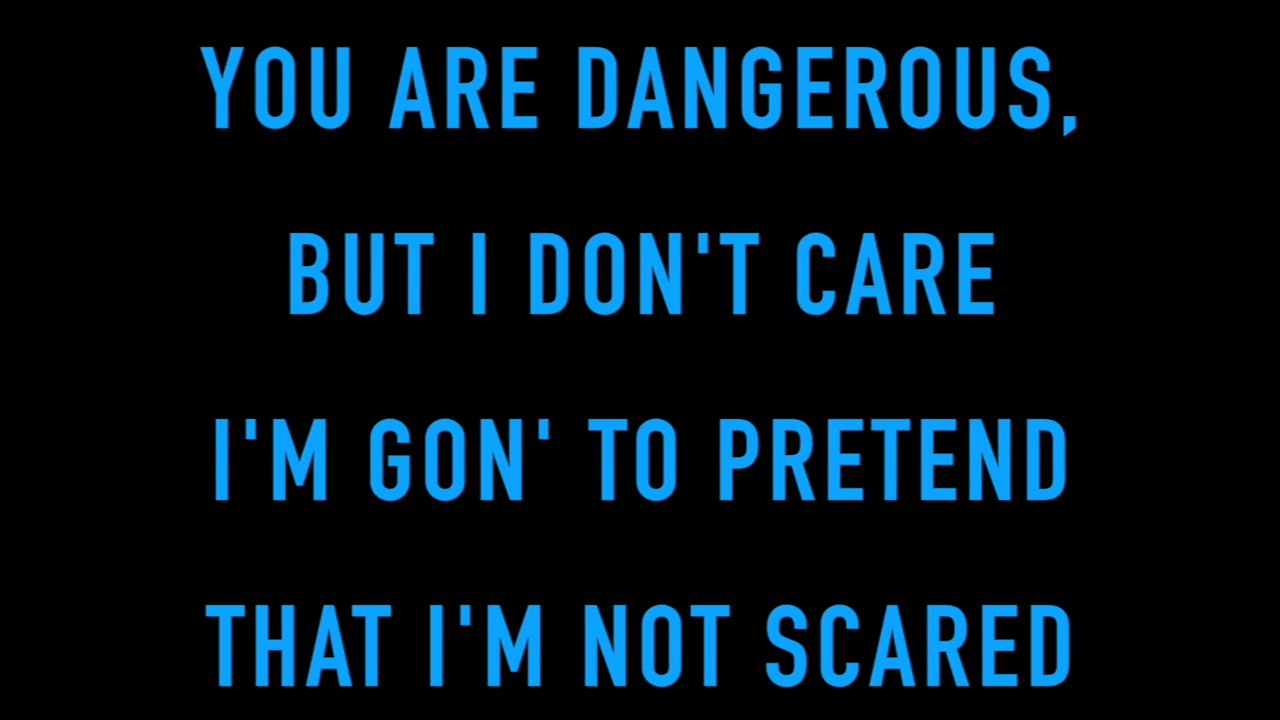 YOU ARE DANGEROUS,
BUT I DON'T CARE
I'M GON' TO PRETEND
THAT I'M NOT SCARED